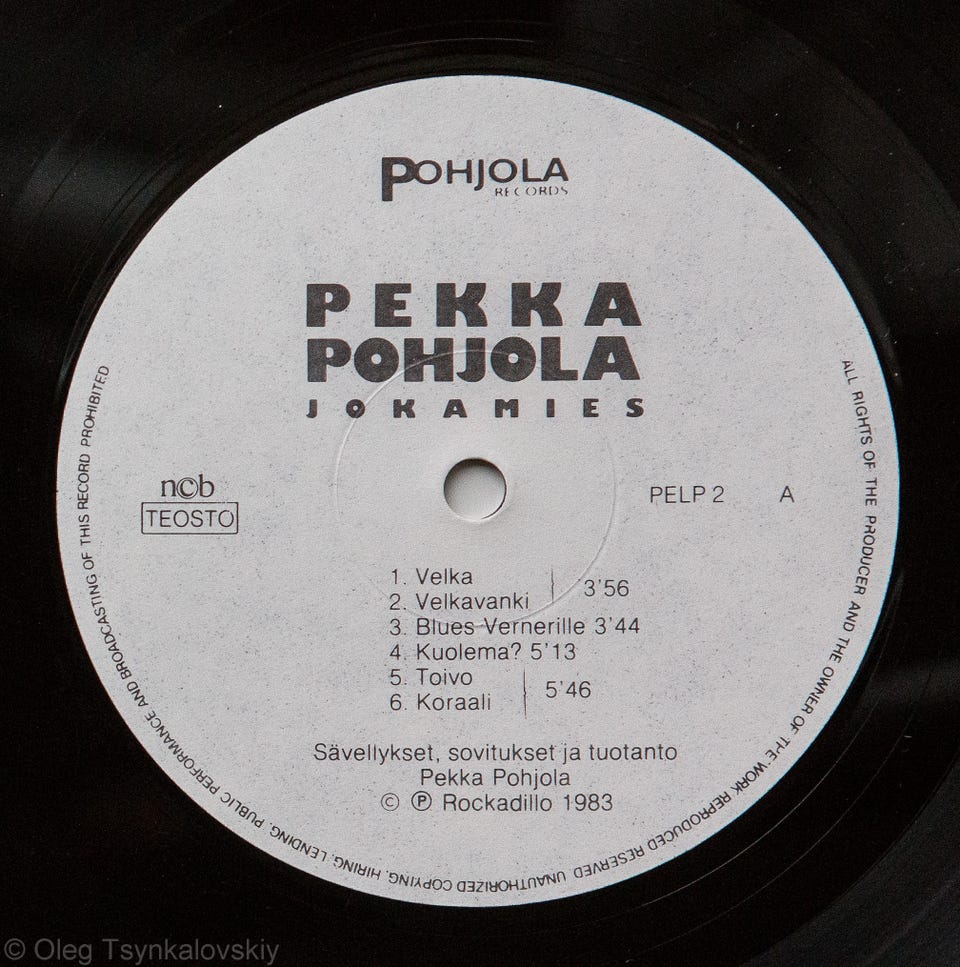 POHJOLA
RECORDS
PEKKA
POHJOLA
JOKAMIES
ncb
TEOSTO
PELP 2 A
1. Velka
2. Velkavanki
3'56
3. Blues Vernerille 3'44
4. Kuolema? 5'13
5. Toivo
6. Koraali
5'46
Sävellykset, sovitukset ja tuotanto
Pekka Pohjola
© ℗ Rockadillo 1983
ALL RIGHTS OF THE PRODUCER AND THE OWNER OF THE WORK REPRODUCED RESERVED. UNAUTHORIZED COPYING, HIRING, LENDING, PUBLIC PERFORMANCE AND BROADCASTING OF THIS RECORD PROHIBITED
© Oleg Tsynkalovskiy